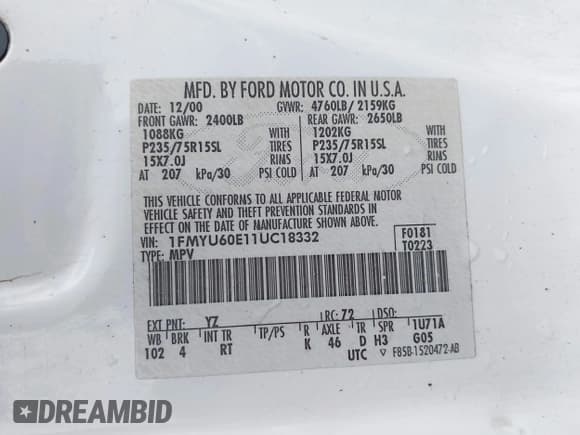 MFD. BY FORD MOTOR CO. IN U.S.A.
DATE: 12/00 GVWR: 4760LB/ 2159KG
FRONT GAWR: 2400LB REAR GAWR: 2650LB
1088KG WITH 1202KG WITH
P235/75R15SL TIRES P235/75R15SL TIRES
15X7.0J RIMS 15X7.0J RIMS
AT 207 kPa/30 PSI COLD AT 207 kPa/30 PSI COLD
THIS VEHICLE CONFORMS TO ALL APPLICABLE FEDERAL MOTOR
VEHICLE SAFETY AND THEFT PREVENTION STANDARDS IN
EFFECT ON THE DATE OF MANUFACTURE SHOWN ABOVE.
VIN: 1FMYU60E11UC18332 F0181
TYPE: MPV T0223
EXT PNT: YZ RC: 72 DSO:
WB BRK INT TR TP/PS R AXLE TR SPR 1U71A
102 4 RT K 46 D H3 G05
UTC ▽ F85B-1520472-AB
DREAMBID